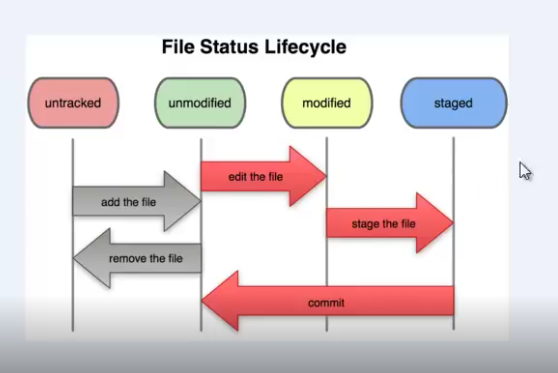 File Status Lifecycle
untracked
unmodified
modified
staged
edit the file
add the file
stage the file
remove the file
commit